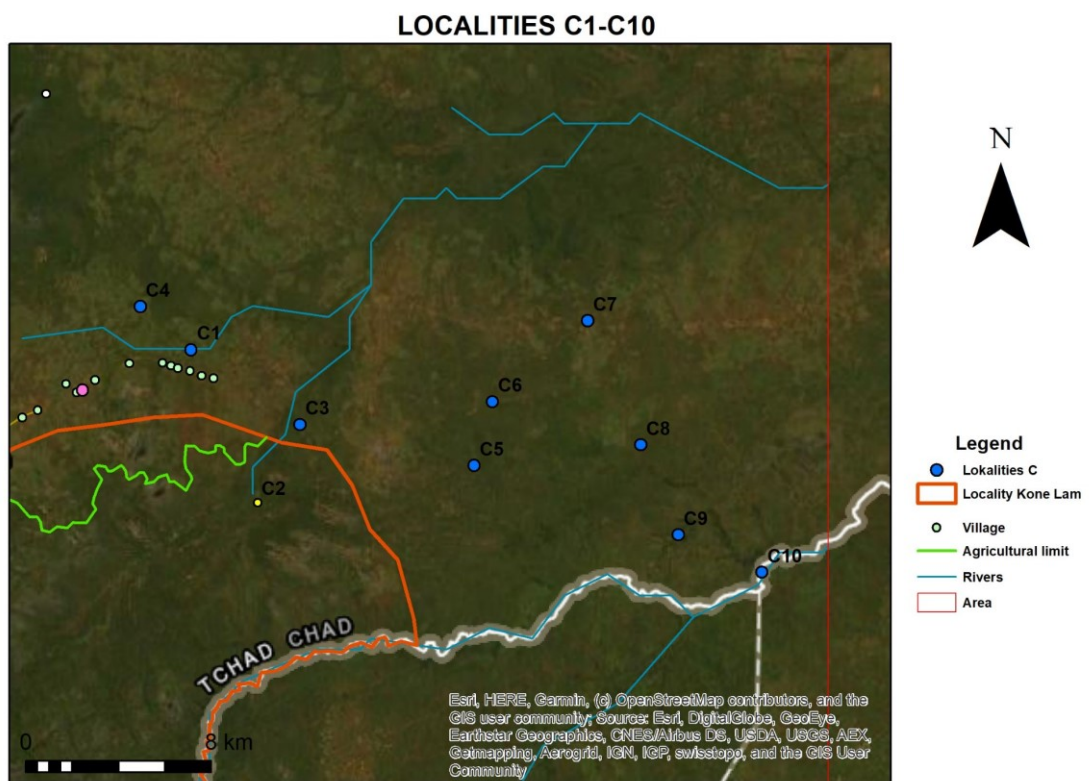 LOCALITIES C1-C10
N
C4
C7
C1
C6
C3
C8
C5
Legend
Lokalities C
C2
Locality Kone Lam
C9
Village
Agricultural limit
C10
Rivers
Area
TCHAD CHAD
Esri, HERE, Garmin, (c) OpenStreetMap contributors, and the
GIS user community, Source: Esri, DigitalGlobe, GeoEye,
Earthstar Geographics, CNES/Airbus DS, USDA, USGS, AEX,
Getmapping, Aerogrid, IGN, IGP, swisstopo, and the GIS User
Community
0 8 km